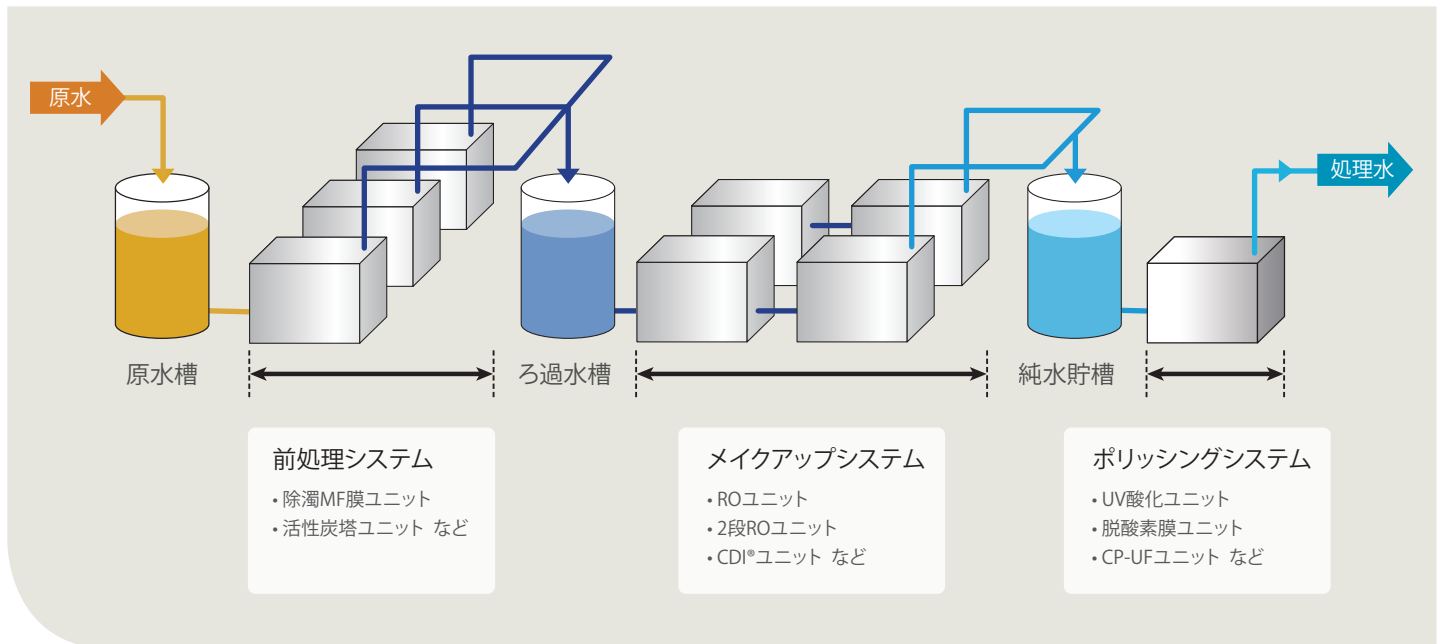 原水
処理水
原水槽
ろ過水槽
純水貯槽
前処理システム
・除濁MF膜ユニット
・活性炭塔ユニット など
メイクアップシステム
・ROユニット
・2段ROユニット
・CDI®ユニット など
ポリッシングシステム
・UV酸化ユニット
・脱酸素膜ユニット
・CP-UFユニット など